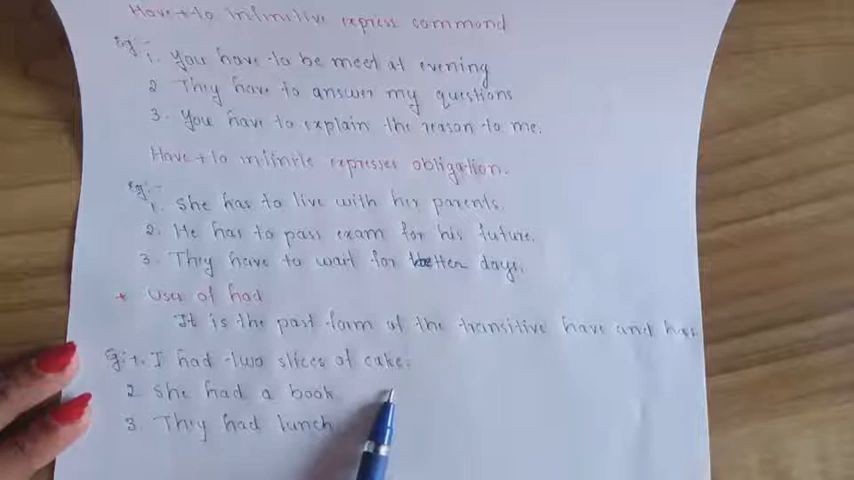 Have + to infinitive express command
Eg:-
1. You have to be meet at evening
2 They have to answer my questions
3. You have to explain the reason to me.
Have + to infinite expresses obligation.
Eg:-
1. She has to live with her parents.
2. He has to pass exam for his future.
3. They have to wait for better days.
* Uses of had
It is the past form of the transitive have and has.
Eg:- 1. I had two slices of cake.
2 She had a book
3. They had lunch